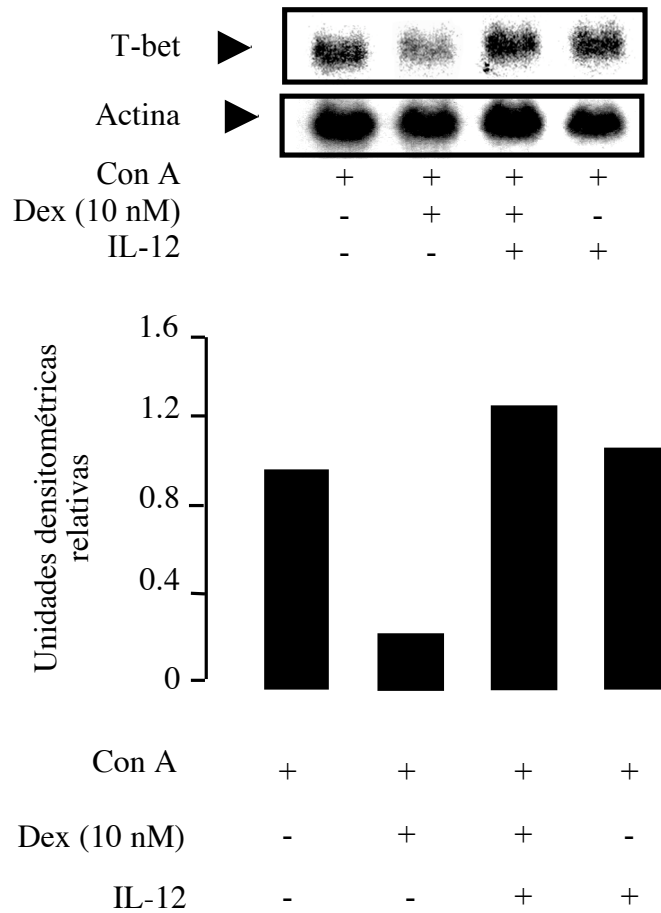 T-bet
Actina
Con A + + + +
Dex (10 nM) - + + -
IL-12 - - + +
Unidades densitométricas
relativas
1.6
1.2
0.8
0.4
0
Con A + + + +
Dex (10 nM) - + + -
IL-12 - - + +